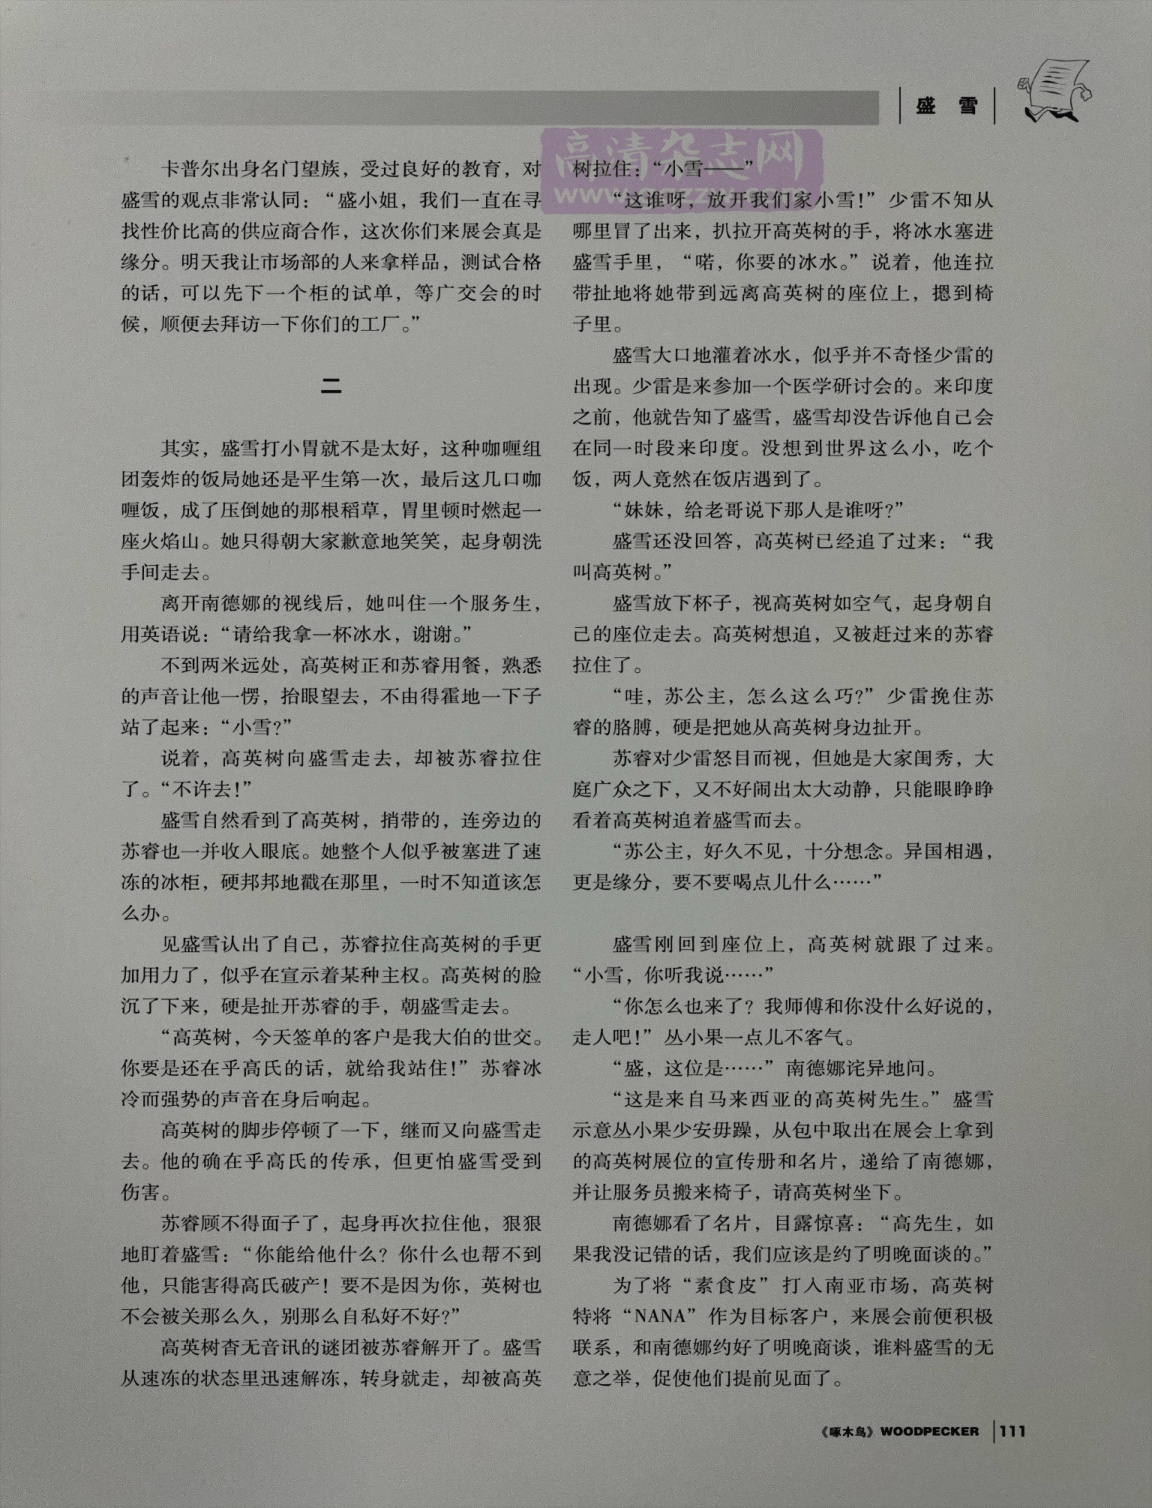 盛 雪
高清杂志网
卡普尔出身名门望族，受过良好的教育，对
盛雪的观点非常认同：“盛小姐，我们一直在寻
找性价比高的供应商合作，这次你们来展会真是
缘分。明天我让市场部的人来拿样品，测试合格
的话，可以先下一个柜的试单，等广交会的时
候，顺便去拜访一下你们的工厂。”
二
其实，盛雪打小胃就不是太好，这种咖喱组
团轰炸的饭局她还是平生第一次，最后这几口咖
喱饭，成了压倒她的那根稻草，胃里顿时燃起一
座火焰山。她只得朝大家歉意地笑笑，起身朝洗
手间走去。
离开南德娜的视线后，她叫住一个服务生，
用英语说：“请给我拿一杯冰水，谢谢。”
不到两米远处，高英树正和苏睿用餐，熟悉
的声音让他一愣，抬眼望去，不由得霍地一下子
站了起来：“小雪？”
说着，高英树向盛雪走去，却被苏睿拉住
了。“不许去！”
盛雪自然看到了高英树，捎带的，连旁边的
苏睿也一并收入眼底。她整个人似乎被塞进了速
冻的冰柜，硬邦邦地戳在那里，一时不知道该怎
么办。
见盛雪认出了自己，苏睿拉住高英树的手更
加用力了，似乎在宣示着某种主权。高英树的脸
沉了下来，硬是扯开苏睿的手，朝盛雪走去。
“高英树，今天签单的客户是我大伯的世交。
你要是还在乎高氏的话，就给我站住！”苏睿冰
冷而强势的声音在身后响起。
高英树的脚步停顿了一下，继而又向盛雪走
去。他的确在乎高氏的传承，但更怕盛雪受到
伤害。
苏睿顾不得面子了，起身再次拉住他，狠狠
地盯着盛雪：“你能给他什么？你什么也帮不到
他，只能害得高氏破产！要不是因为你，英树也
不会被关那么久，别那么自私好不好？”
高英树杳无音讯的谜团被苏睿解开了。盛雪
从速冻的状态里迅速解冻，转身就走，却被高英
树拉住：“小雪——”
“这谁呀，放开我们家小雪！”少雷不知从
哪里冒了出来，扒拉开高英树的手，将冰水塞进
盛雪手里，“喏，你要的冰水。”说着，他连拉
带扯地将她带到远离高英树的座位上，摁到椅
子里。
盛雪大口地灌着冰水，似乎并不奇怪少雷的
出现。少雷是来参加一个医学研讨会的。来印度
之前，他就告知了盛雪，盛雪却没告诉他自己会
在同一时段来印度。没想到世界这么小，吃个
饭，两人竟然在饭店遇到了。
“妹妹，给老哥说下那人是谁呀？”
盛雪还没回答，高英树已经追了过来：“我
叫高英树。”
盛雪放下杯子，视高英树如空气，起身朝自
己的座位走去。高英树想追，又被赶过来的苏睿
拉住了。
“哇，苏公主，怎么这么巧？”少雷挽住苏
睿的胳膊，硬是把她从高英树身边扯开。
苏睿对少雷怒目而视，但她是大家闺秀，大
庭广众之下，又不好闹出太大动静，只能眼睁睁
看着高英树追着盛雪而去。
“苏公主，好久不见，十分想念。异国相遇，
更是缘分，要不要喝点儿什么……”
盛雪刚回到座位上，高英树就跟了过来。
“小雪，你听我说……”
“你怎么也来了？我师傅和你没什么好说的，
走人吧！”丛小果一点儿不客气。
“盛，这位是……”南德娜诧异地问。
“这是来自马来西亚的高英树先生。”盛雪
示意丛小果少安毋躁，从包中取出在展会上拿到
的高英树展位的宣传册和名片，递给了南德娜，
并让服务员搬来椅子，请高英树坐下。
南德娜看了名片，目露惊喜：“高先生，如
果我没记错的话，我们应该是约了明晚面谈的。”
为了将“素食皮”打入南亚市场，高英树
特将“NANA”作为目标客户，来展会前便积极
联系，和南德娜约好了明晚商谈，谁料盛雪的无
意之举，促使他们提前见面了。
《啄木鸟》WOODPECKER 111